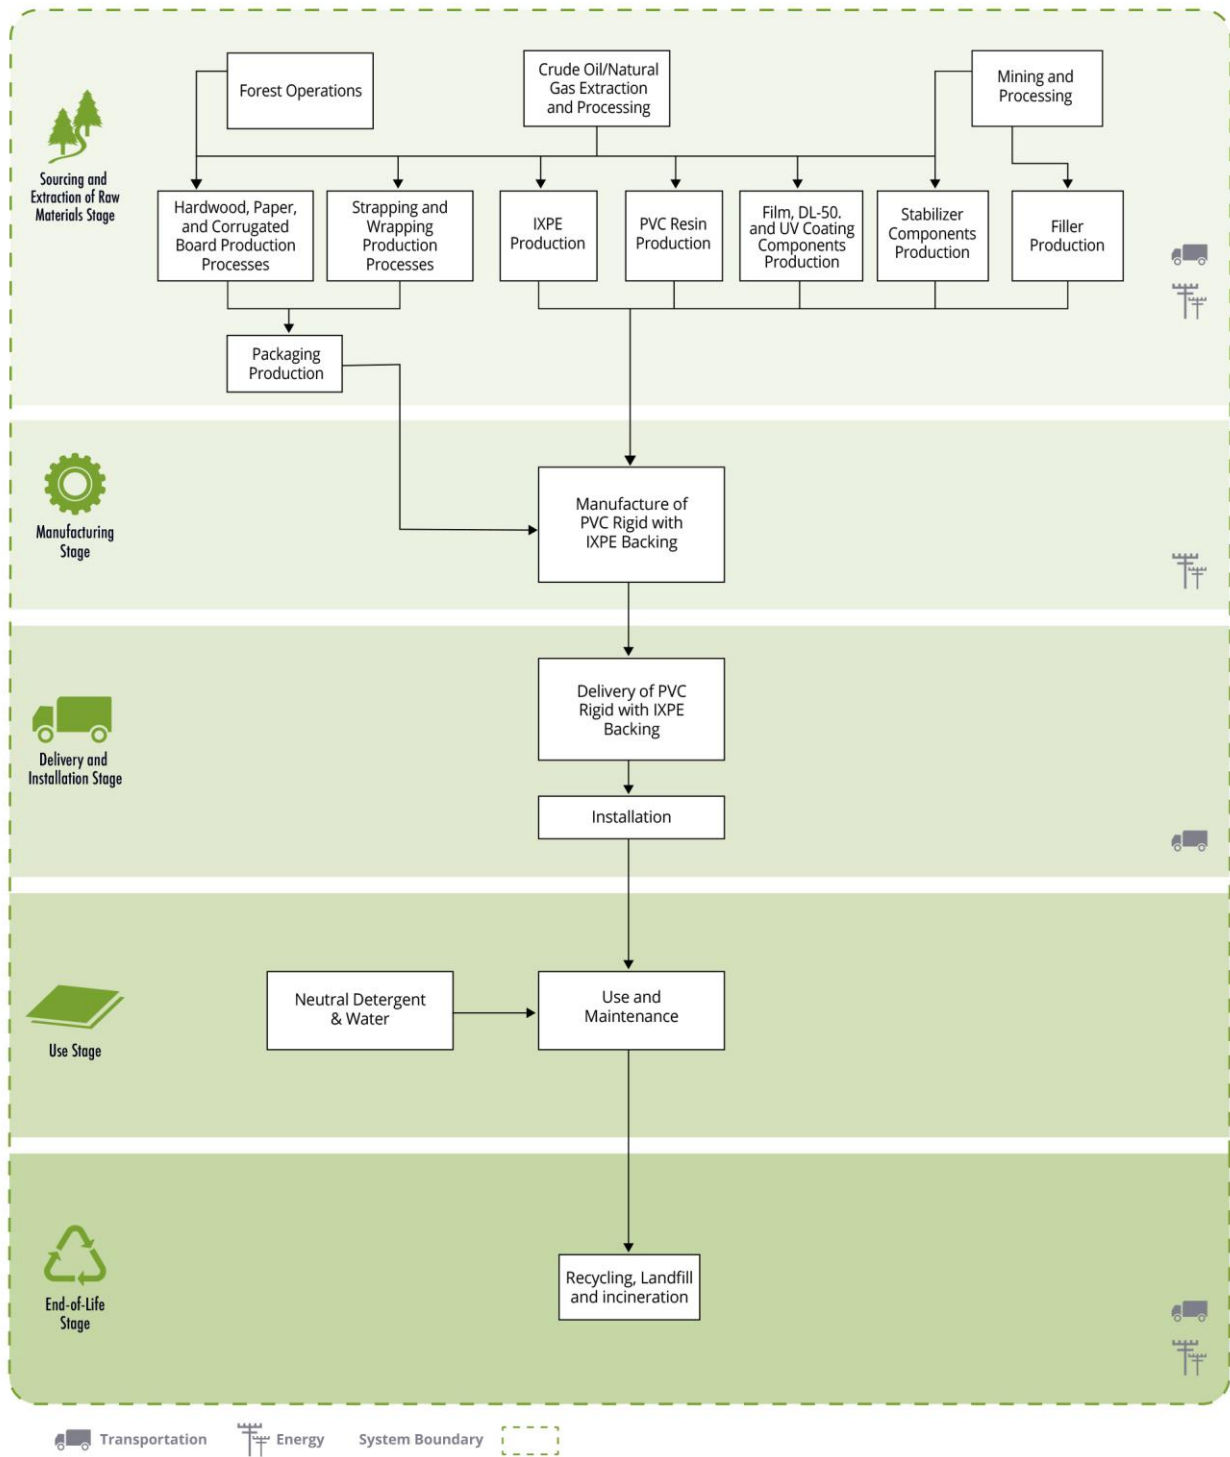 Forest Operations
Crude Oil/Natural
Gas Extraction
and Processing
Mining and
Processing
Sourcing and
Extraction of Raw
Materials Stage
Hardwood, Paper,
and Corrugated
Board Production
Processes
Strapping and
Wrapping
Production
Processes
IXPE
Production
PVC Resin
Production
Film, DL-50.
and UV Coating
Components
Production
Stabilizer
Components
Production
Filler
Production
Packaging
Production
Manufacturing
Stage
Manufacture of
PVC Rigid with
IXPE Backing
Delivery and
Installation Stage
Delivery of PVC
Rigid with IXPE
Backing
Installation
Use Stage
Neutral Detergent
& Water
Use and
Maintenance
End-of-Life
Stage
Recycling, Landfill
and incineration
Transportation
Energy
System Boundary